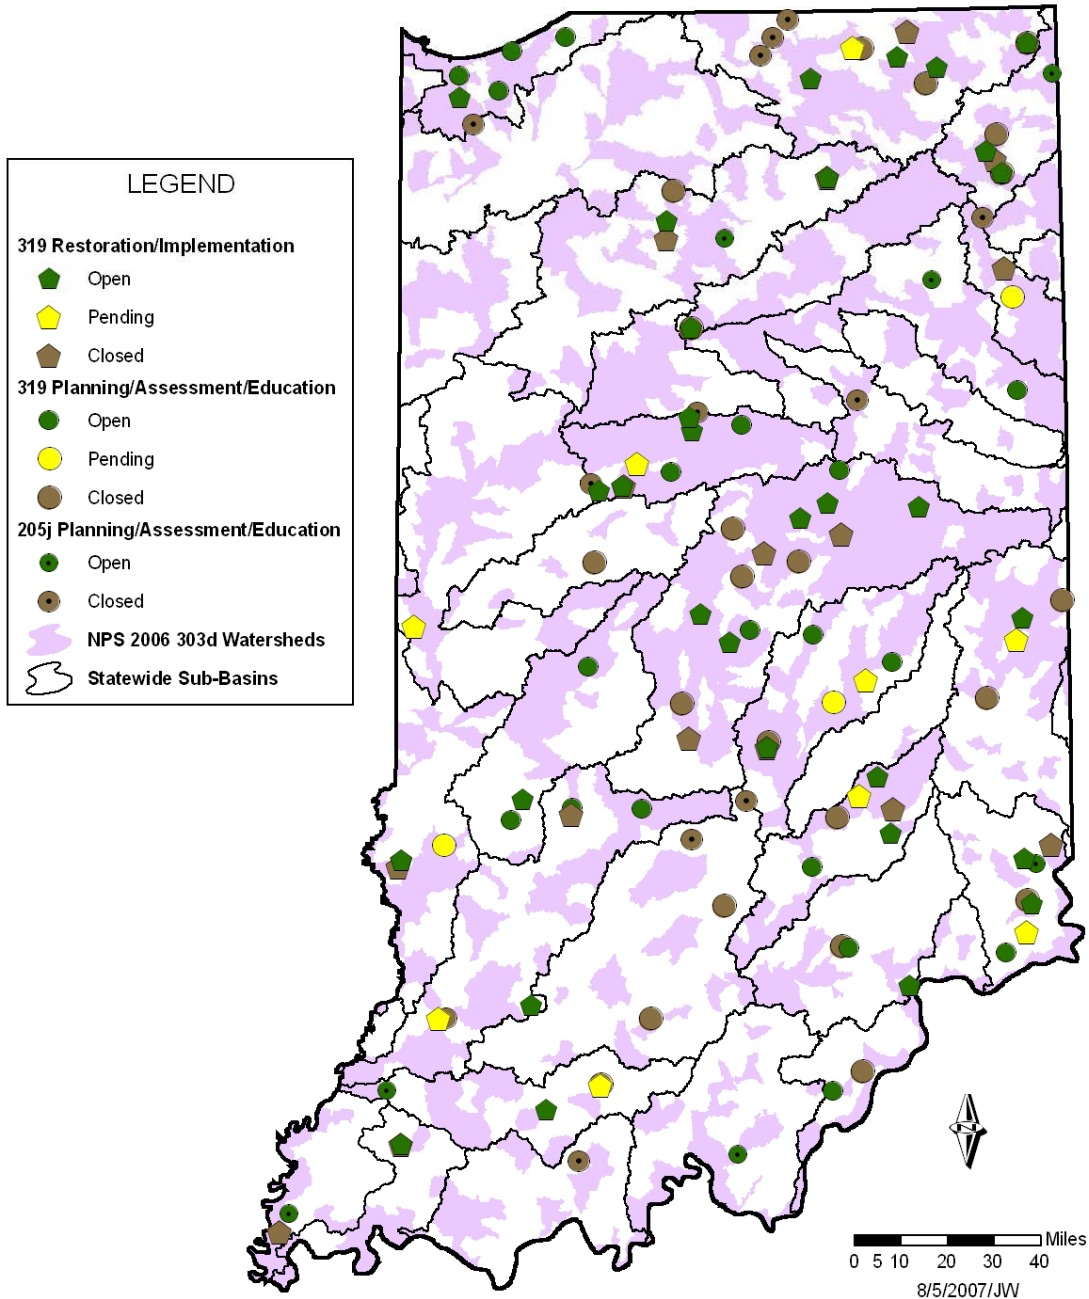 LEGEND
319 Restoration/Implementation
Open
Pending
Closed
319 Planning/Assessment/Education
Open
Pending
Closed
205j Planning/Assessment/Education
Open
Closed
NPS 2006 303d Watersheds
Statewide Sub-Basins
N
Miles
0 5 10 20 30 40
8/5/2007/JW